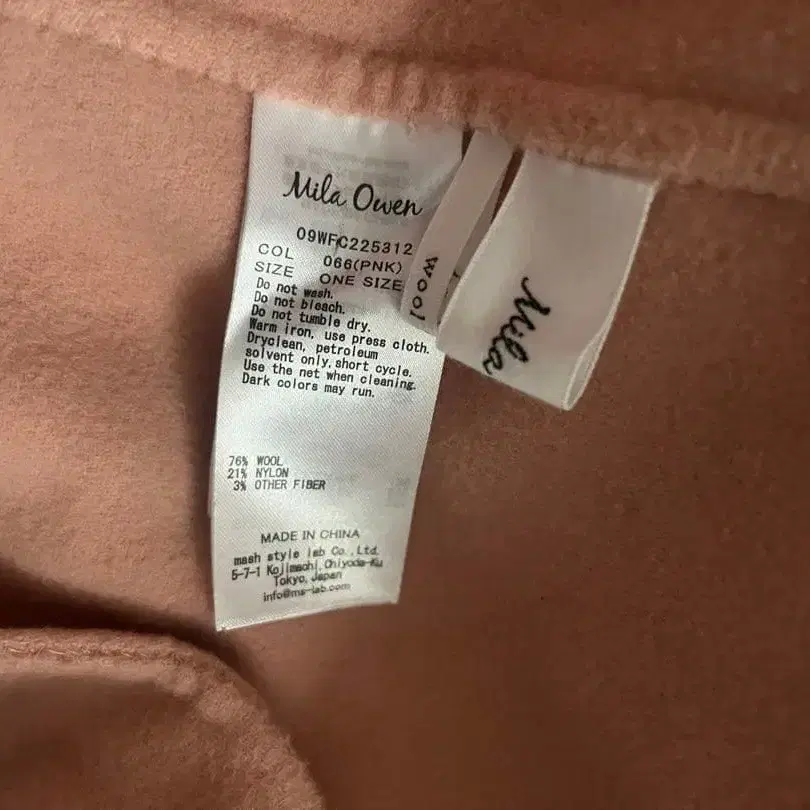 Mila Owen
09WFC225312
COL 066(PNK)
SIZE ONE SIZE
Do not wash.
Do not bleach.
Do not tumble dry.
Warm iron, use press cloth.
Dryclean, petroleum
solvent only,short cycle.
Use the net when cleaning.
Dark colors may run.
76% WOOL
21% NYLON
3% OTHER FIBER
MADE IN CHINA
mash style lab Co.,Ltd.
5-7-1 Kojimachi,Chiyoda-Ku
Tokyo,Japan
info@ms-lab.com
wool
Mila